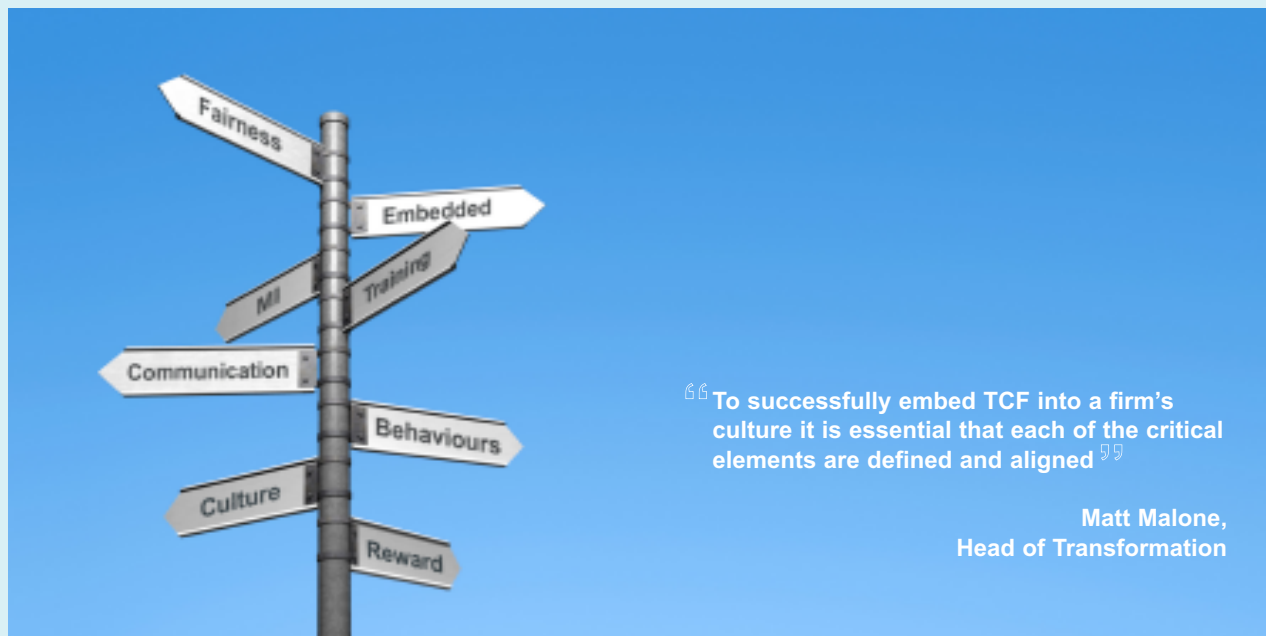 Fairness
Embedded
MI
Training
Communication
Behaviours
Culture
Reward
“To successfully embed TCF into a firm’s
culture it is essential that each of the critical
elements are defined and aligned”
Matt Malone,
Head of Transformation